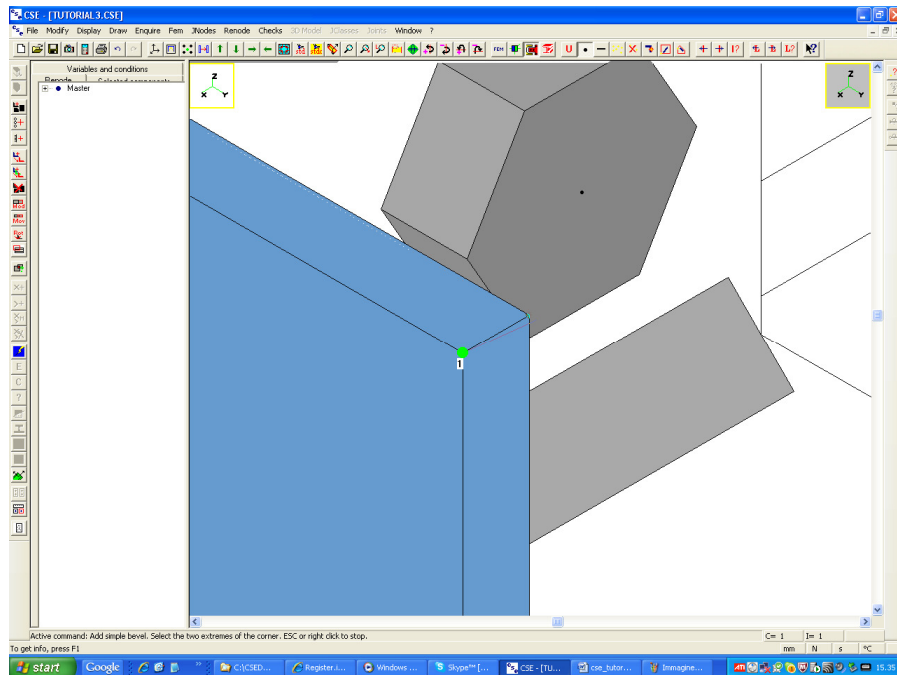 CSE - [TUTORIAL3.CSE]
File Modify Display Draw Enquire Fem JNodes Renode Checks 3D Model JClasses Joints Window ?
Variables and conditions
Renode Selected components
Master
Z
X Y
Z
X Y
1
Active command: Add simple bevel. Select the two extremes of the corner. ESC or right click to stop.
C= 1 I= 1
To get info, press F1
mm N s °C
start Google C:\CSED... Register.i... Windows ... Skype™ [... CSE - [TU... cse_tutor... Immagine... 15.35